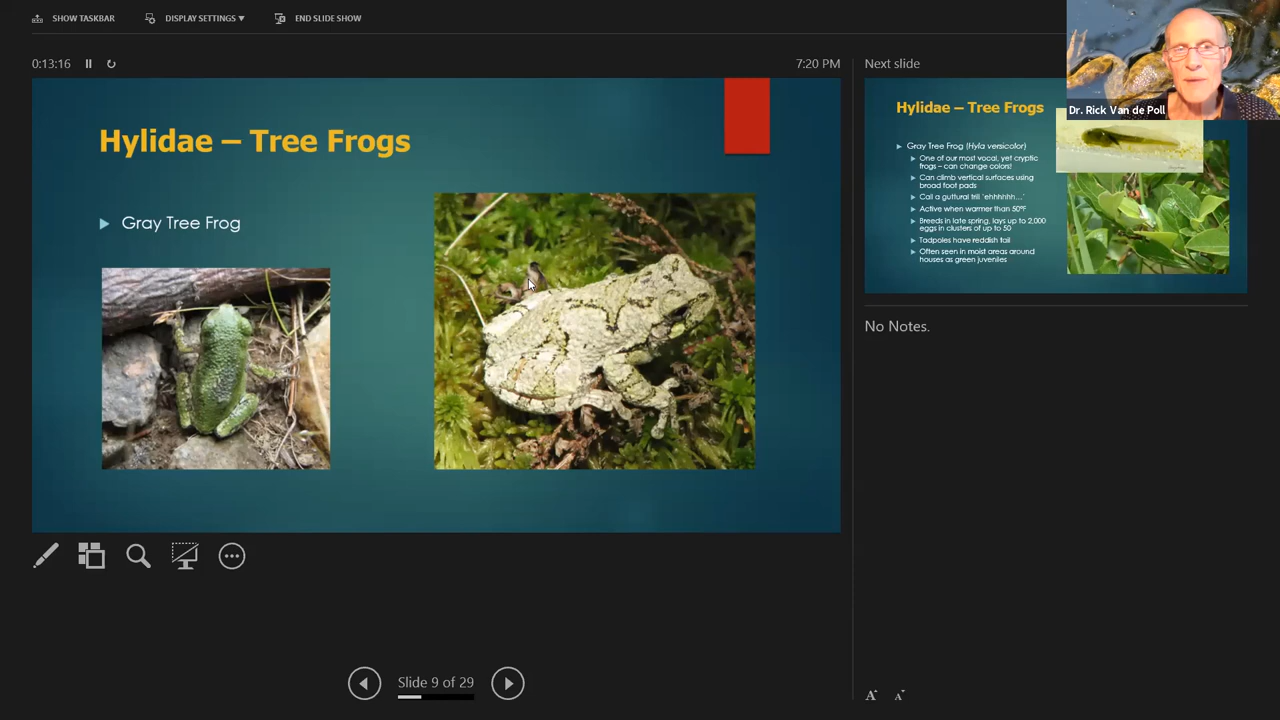 SHOW TASKBAR
DISPLAY SETTINGS ▼
END SLIDE SHOW
0:13:16
7:20 PM
Next slide
Hylidae – Tree Frogs
Gray Tree Frog
Hylidae – Tree Frogs
Gray Tree Frog (Hyla versicolor)
One of our most vocal, yet cryptic
frogs – can change colors!
Can climb vertical surfaces using
broad foot pads
Call a guttural trill 'ehhhhhh…'
Active when warmer than 50°F
Breeds in late spring, lays up to 2,000
eggs in clusters of up to 50
Tadpoles have reddish tail
Often seen in moist areas around
houses as green juveniles
Dr. Rick Van de Poll
No Notes.
Slide 9 of 29
A A